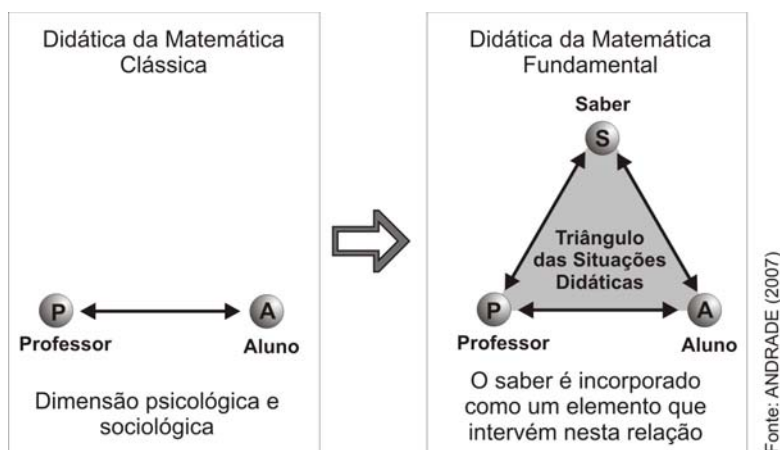 Didática da Matemática
Clássica
P
A
Professor
Aluno
Dimensão psicológica e
sociológica
Didática da Matemática
Fundamental
Saber
S
Triângulo
das Situações
Didáticas
P
A
Professor
Aluno
O saber é incorporado
como um elemento que
intervém nesta relação
Fonte: ANDRADE (2007)